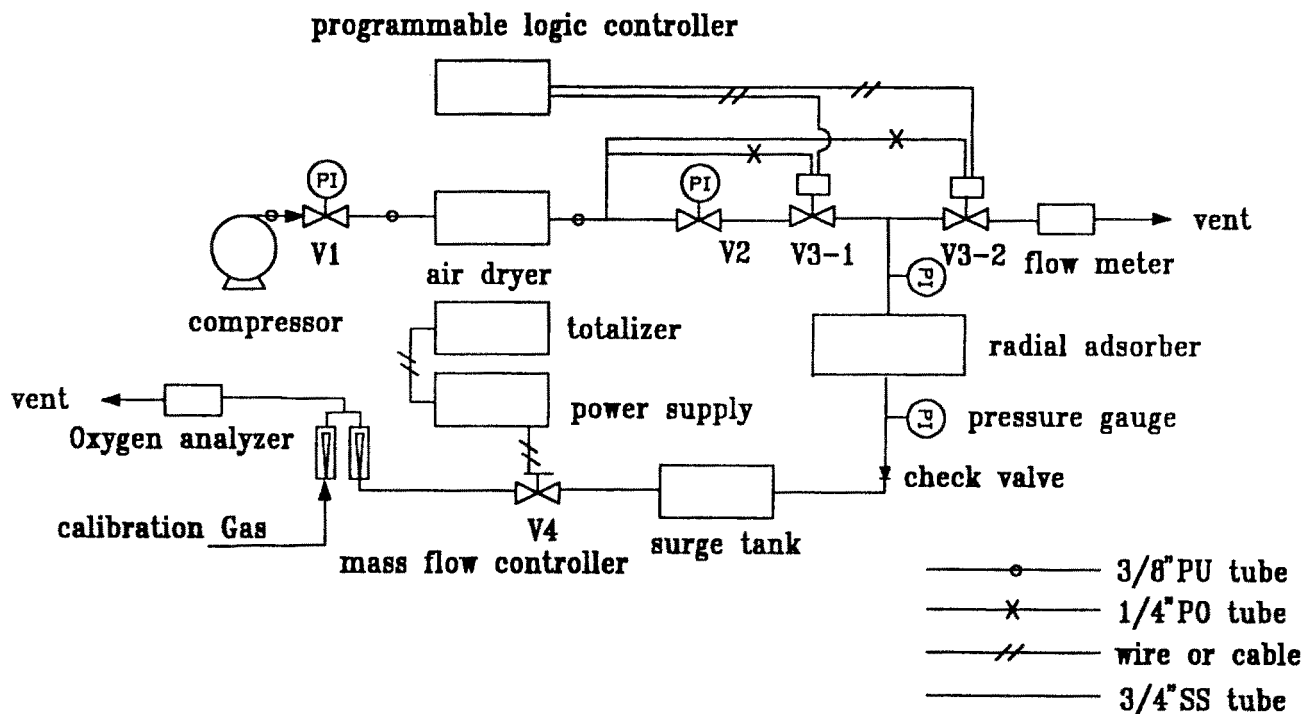 programmable logic controller
PI
PI
V1
V2
V3-1
V3-2
vent
air dryer
flow meter
PI
compressor
totalizer
radial adsorber
vent
power supply
PI
pressure gauge
Oxygen analyzer
check valve
calibration Gas
V4
surge tank
mass flow controller
3/8"PU tube
1/4"PO tube
wire or cable
3/4"SS tube